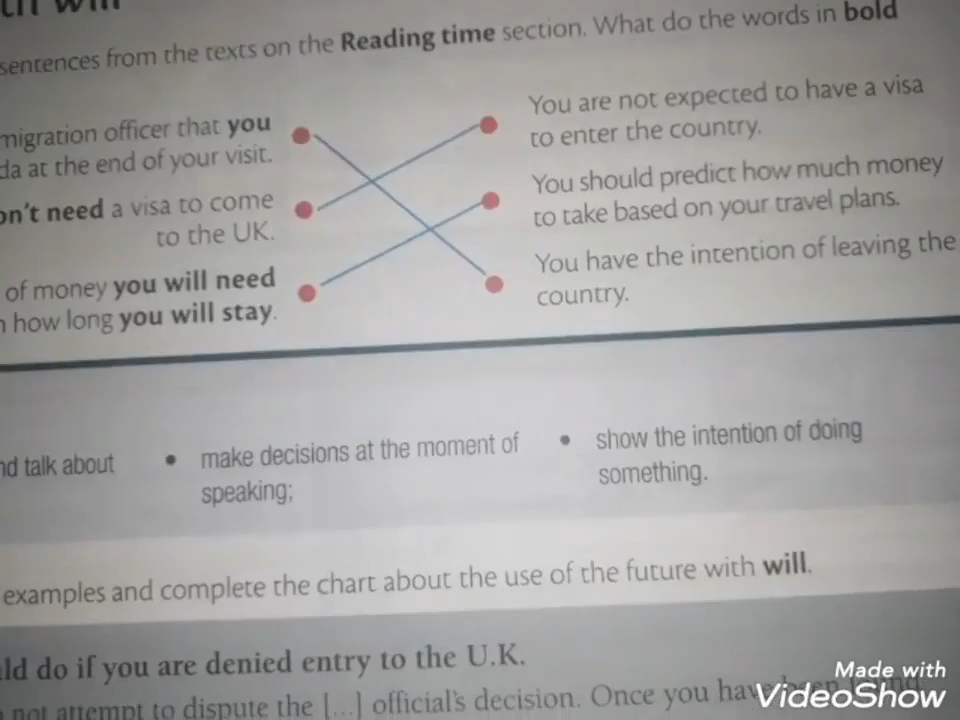 will
sentences from the texts on the Reading time section. What do the words in bold
migration officer that you
da at the end of your visit.
on't need a visa to come
to the UK.
of money you will need
how long you will stay.
You are not expected to have a visa
to enter the country.
You should predict how much money
to take based on your travel plans.
You have the intention of leaving the
country.
nd talk about
• make decisions at the moment of
speaking;
• show the intention of doing
something.
examples and complete the chart about the use of the future with will.
ld do if you are denied entry to the U.K.
not attempt to dispute the [...] official's decision. Once you have been
Made with
VideoShow